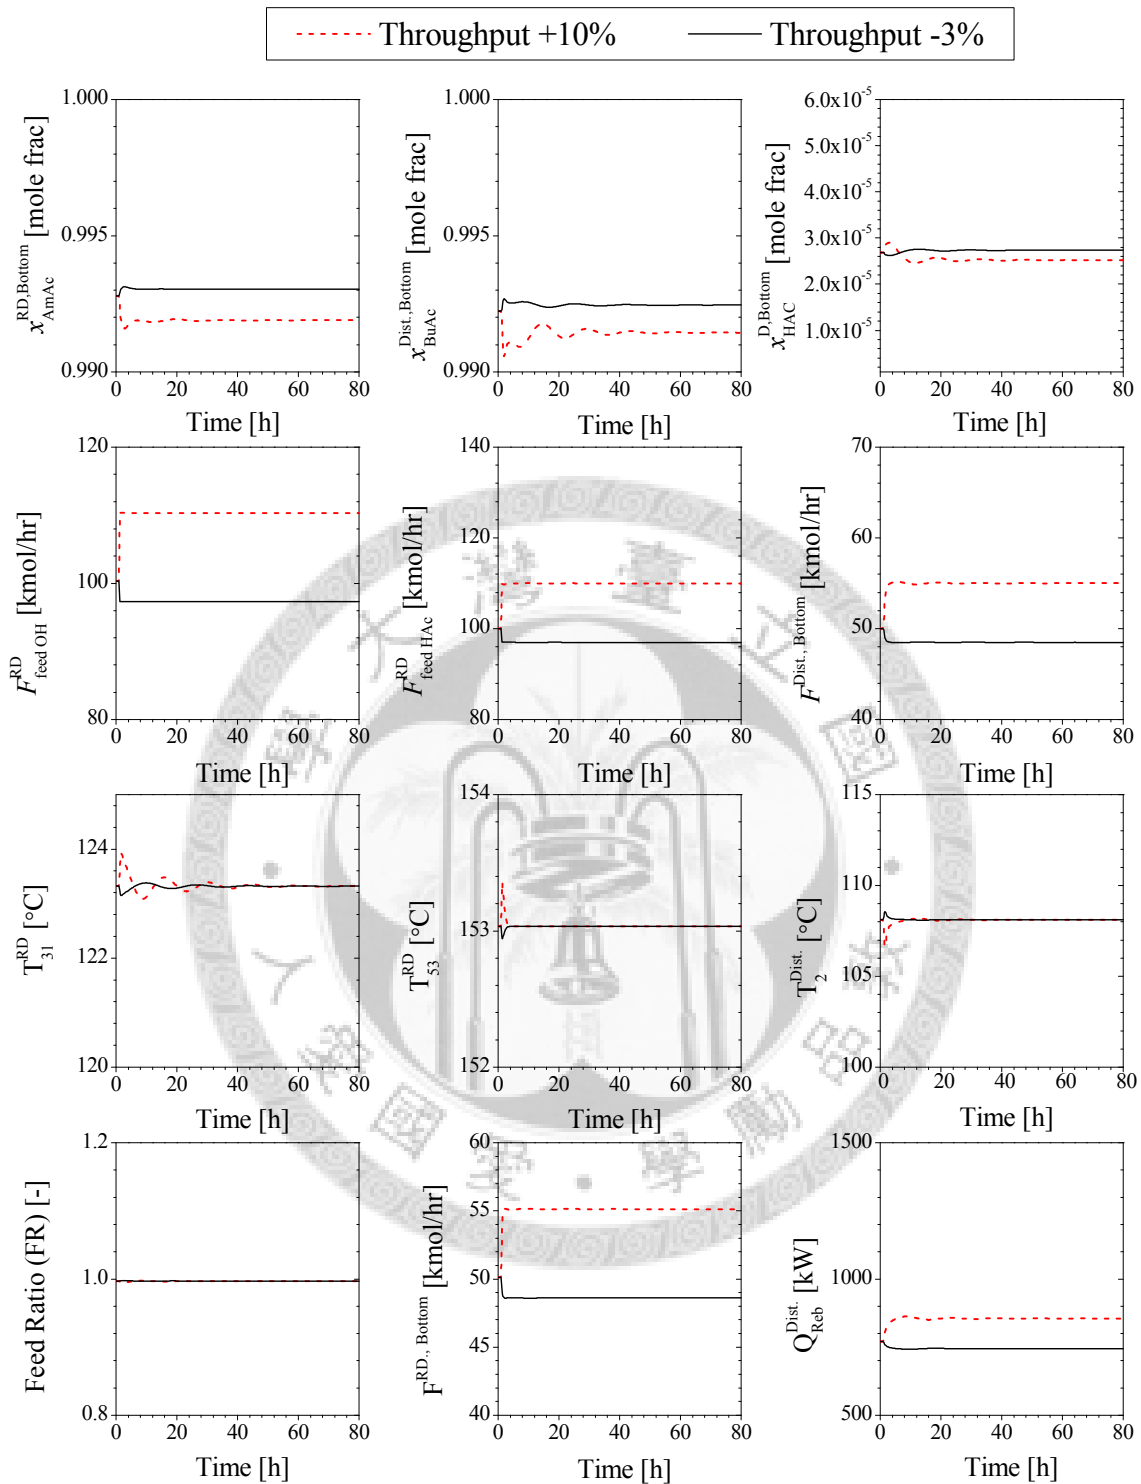 Throughput +10% Throughput -3%
1.000
0.995
0.990
x RD,Bottom AmAc [mole frac]
0 20 40 60 80
Time [h]
1.000
0.995
0.990
x Dist.,Bottom BuAc [mole frac]
0 20 40 60 80
Time [h]
6.0x10⁻⁵
5.0x10⁻⁵
4.0x10⁻⁵
3.0x10⁻⁵
2.0x10⁻⁵
1.0x10⁻⁵
x D,Bottom HAC [mole frac]
0 20 40 60 80
Time [h]
120
100
80
F RD feed OH [kmol/hr]
0 20 40 60 80
Time [h]
140
120
100
80
F RD feed HAc [kmol/hr]
0 20 40 60 80
Time [h]
70
60
50
40
F Dist., Bottom [kmol/hr]
0 20 40 60 80
Time [h]
124
122
120
T RD 31 [°C]
0 20 40 60 80
Time [h]
154
153
152
T RD 53 [°C]
0 20 40 60 80
Time [h]
115
110
105
100
T Dist. 2 [°C]
0 20 40 60 80
Time [h]
1.2
1.0
0.8
Feed Ratio (FR) [-]
0 20 40 60 80
Time [h]
60
55
50
45
40
F RD., Bottom [kmol/hr]
0 20 40 60 80
Time [h]
1500
1000
500
Q Dist. Reb [kW]
0 20 40 60 80
Time [h]